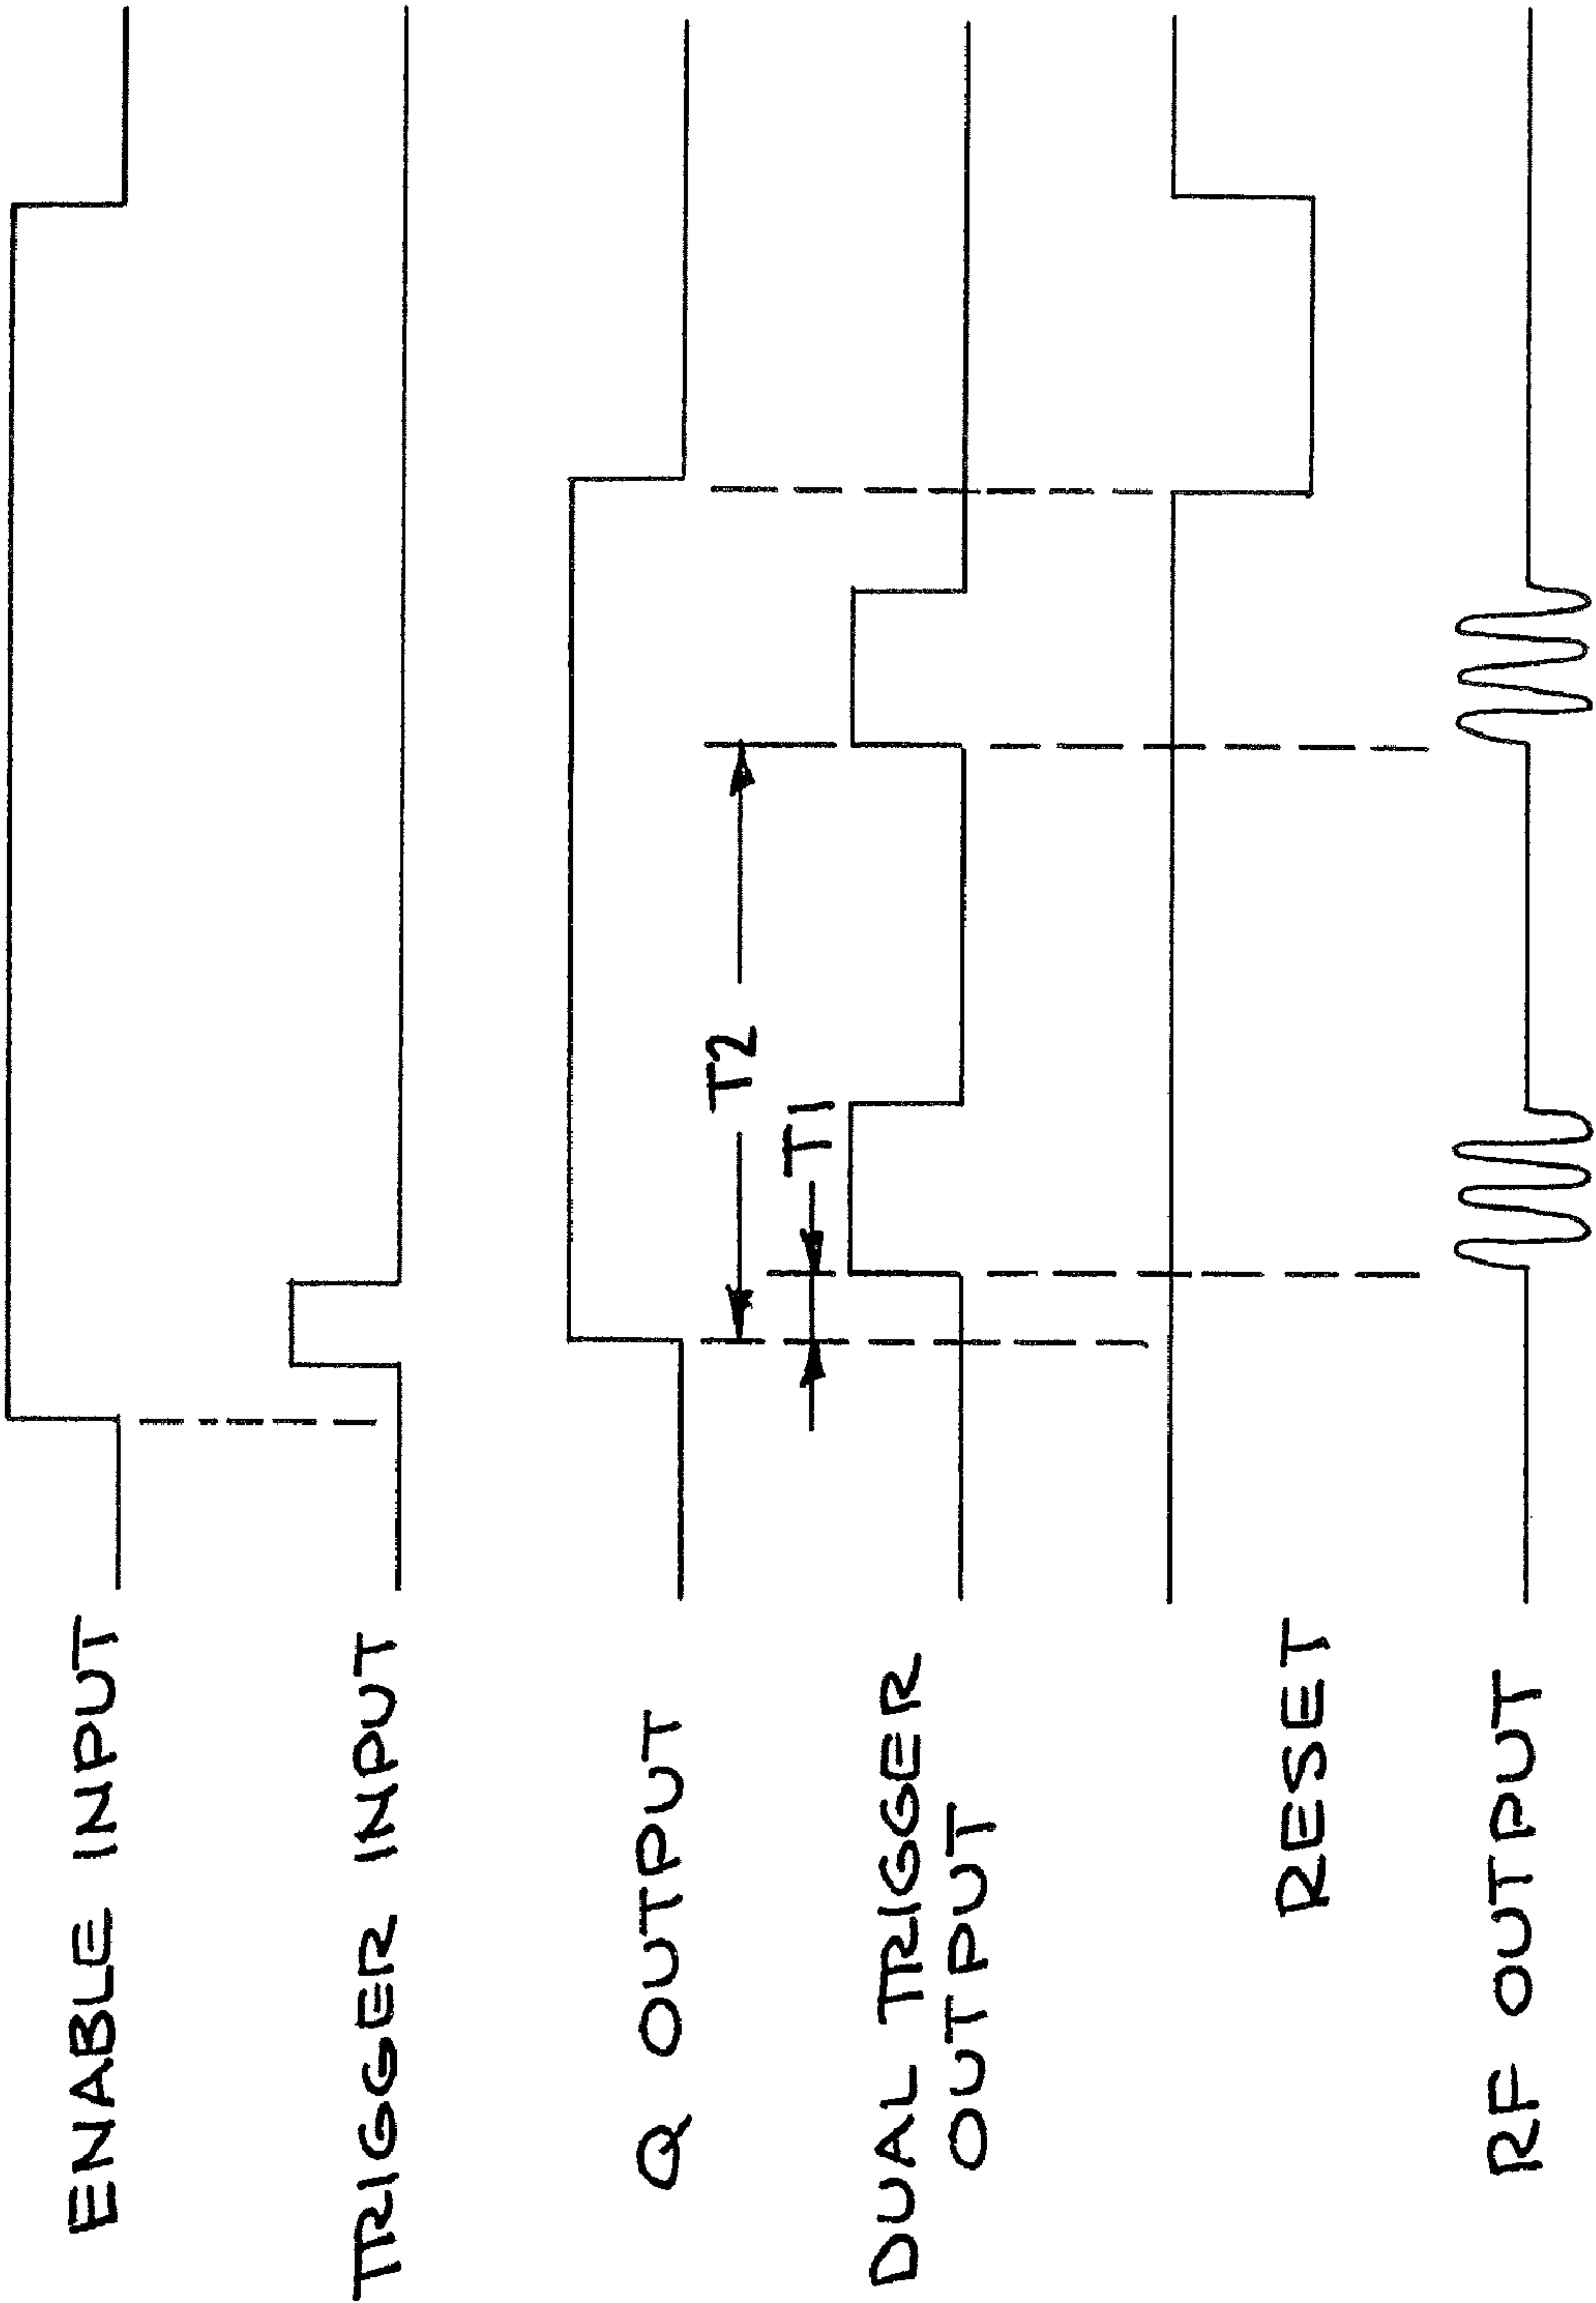 ENABLE INPUT
TRIGGER INPUT
Q OUTPUT
T2
T1
DUAL TRIGGER
OUTPUT
RESET
RF OUTPUT